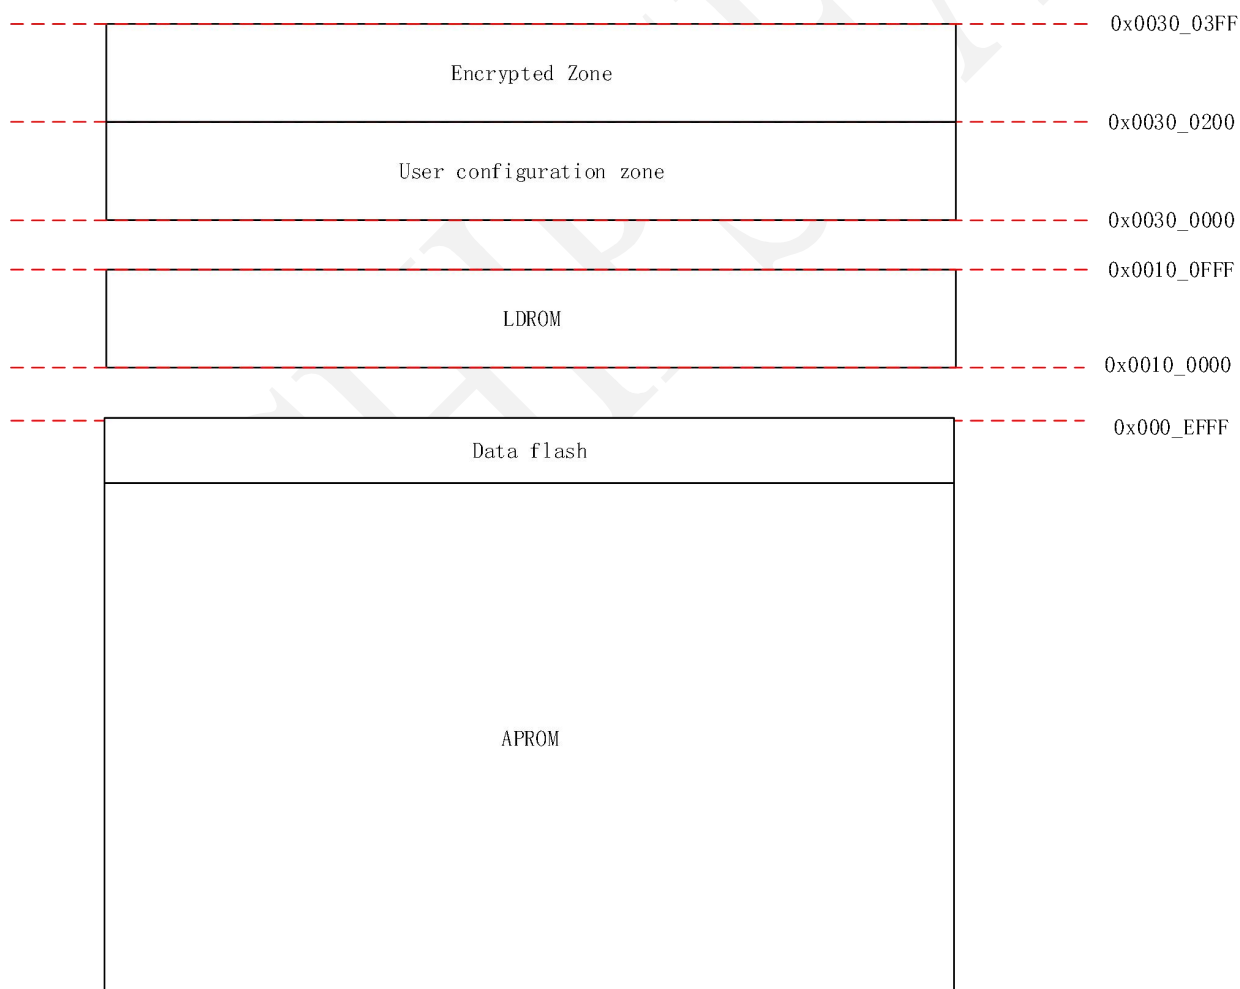 0x0030_03FF
Encrypted Zone
0x0030_0200
User configuration zone
0x0030_0000
0x0010_0FFF
LDROM
0x0010_0000
0x000_EFFF
Data flash
APROM